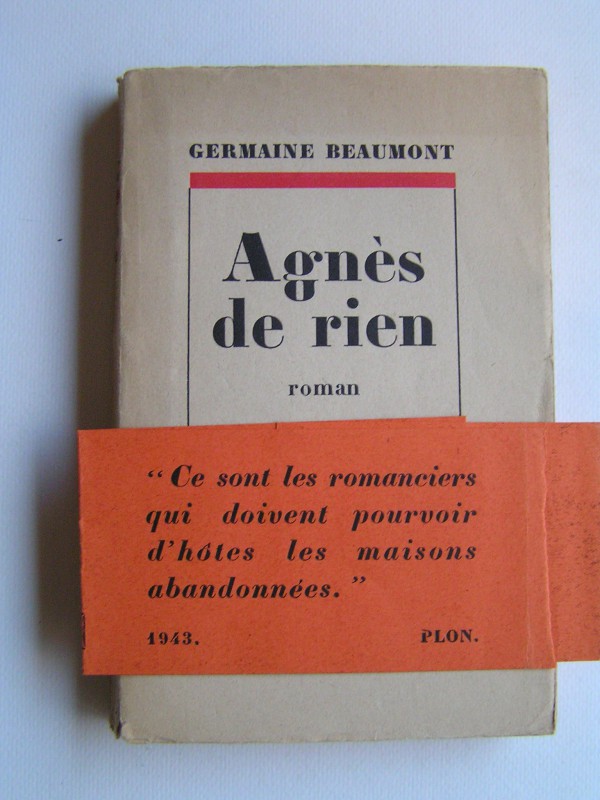 GERMAINE BEAUMONT
Agnès
de rien
roman
“Ce sont les romanciers
qui doivent pourvoir
d’hôtes les maisons
abandonnées.”
1943. PLON.